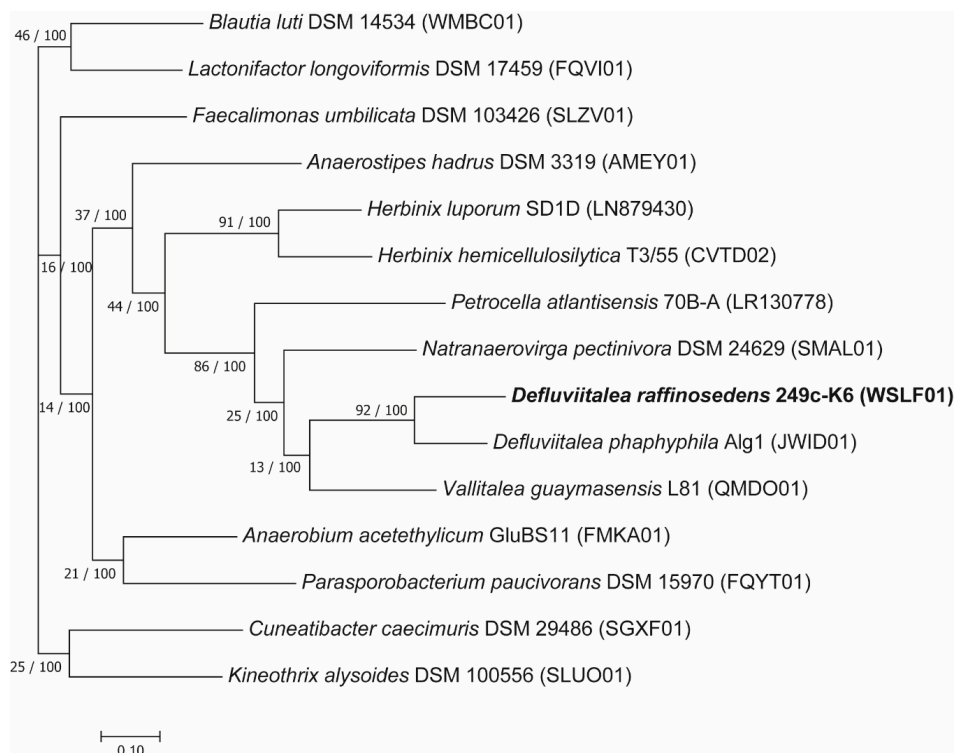 Blautia luti DSM 14534 (WMBC01)
46 / 100
Lactonifactor longoviformis DSM 17459 (FQVI01)
Faecalimonas umbilicata DSM 103426 (SLZV01)
Anaerostipes hadrus DSM 3319 (AMEY01)
37 / 100
Herbinix luporum SD1D (LN879430)
91 / 100
Herbinix hemicellulosilytica T3/55 (CVTD02)
16 / 100
44 / 100
Petrocella atlantisensis 70B-A (LR130778)
Natranaerovirga pectinivora DSM 24629 (SMAL01)
86 / 100
Defluviitalea raffinosedens 249c-K6 (WSLF01)
14 / 100
25 / 100
92 / 100
Defluviitalea phaphyphila Alg1 (JWID01)
13 / 100
Vallitalea guaymasensis L81 (QMDO01)
Anaerobium acetethylicum GluBS11 (FMKA01)
21 / 100
Parasporobacterium paucivorans DSM 15970 (FQYT01)
Cuneatibacter caecimuris DSM 29486 (SGXF01)
25 / 100
Kineothrix alysoides DSM 100556 (SLUO01)
0.10